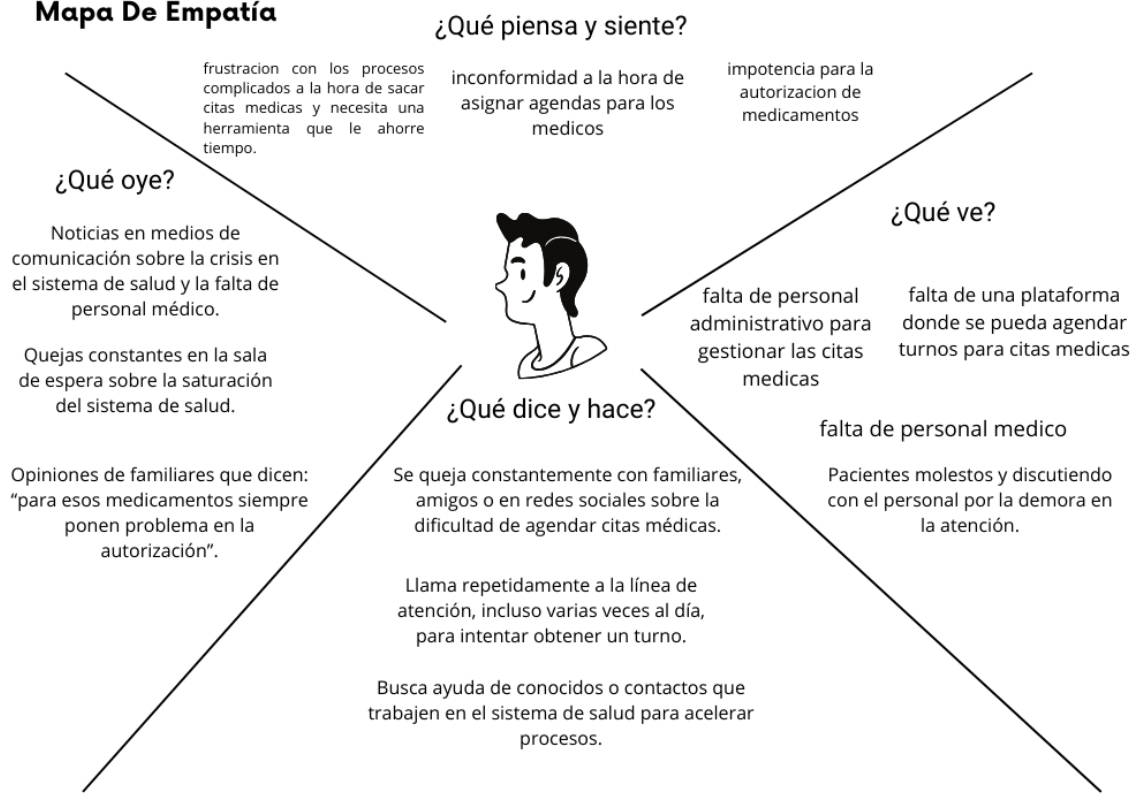 Mapa De Empatía
¿Qué piensa y siente?
frustracion con los procesos
complicados a la hora de sacar
citas medicas y necesita una
herramienta que le ahorre
tiempo.
inconformidad a la hora de
asignar agendas para los
medicos
impotencia para la
autorizacion de
medicamentos
¿Qué oye?
Noticias en medios de
comunicación sobre la crisis en
el sistema de salud y la falta de
personal médico.
Quejas constantes en la sala
de espera sobre la saturación
del sistema de salud.
Opiniones de familiares que dicen:
“para esos medicamentos siempre
ponen problema en la
autorización”.
¿Qué ve?
falta de personal
administrativo para
gestionar las citas
medicas
falta de una plataforma
donde se pueda agendar
turnos para citas medicas
falta de personal medico
Pacientes molestos y discutiendo
con el personal por la demora en
la atención.
¿Qué dice y hace?
Se queja constantemente con familiares,
amigos o en redes sociales sobre la
dificultad de agendar citas médicas.
Llama repetidamente a la línea de
atención, incluso varias veces al día,
para intentar obtener un turno.
Busca ayuda de conocidos o contactos que
trabajen en el sistema de salud para acelerar
procesos.